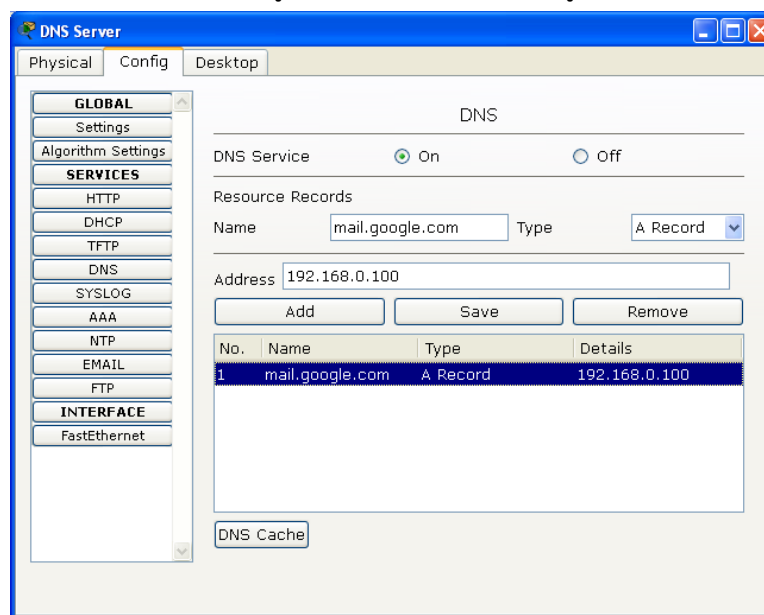 DNS Server
Physical Config Desktop
GLOBAL
Settings
Algorithm Settings
SERVICES
HTTP
DHCP
TFTP
DNS
SYSLOG
AAA
NTP
EMAIL
FTP
INTERFACE
FastEthernet
DNS
DNS Service On Off
Resource Records
Name mail.google.com Type A Record
Address 192.168.0.100
Add Save Remove
No. Name Type Details
1 mail.google.com A Record 192.168.0.100
DNS Cache